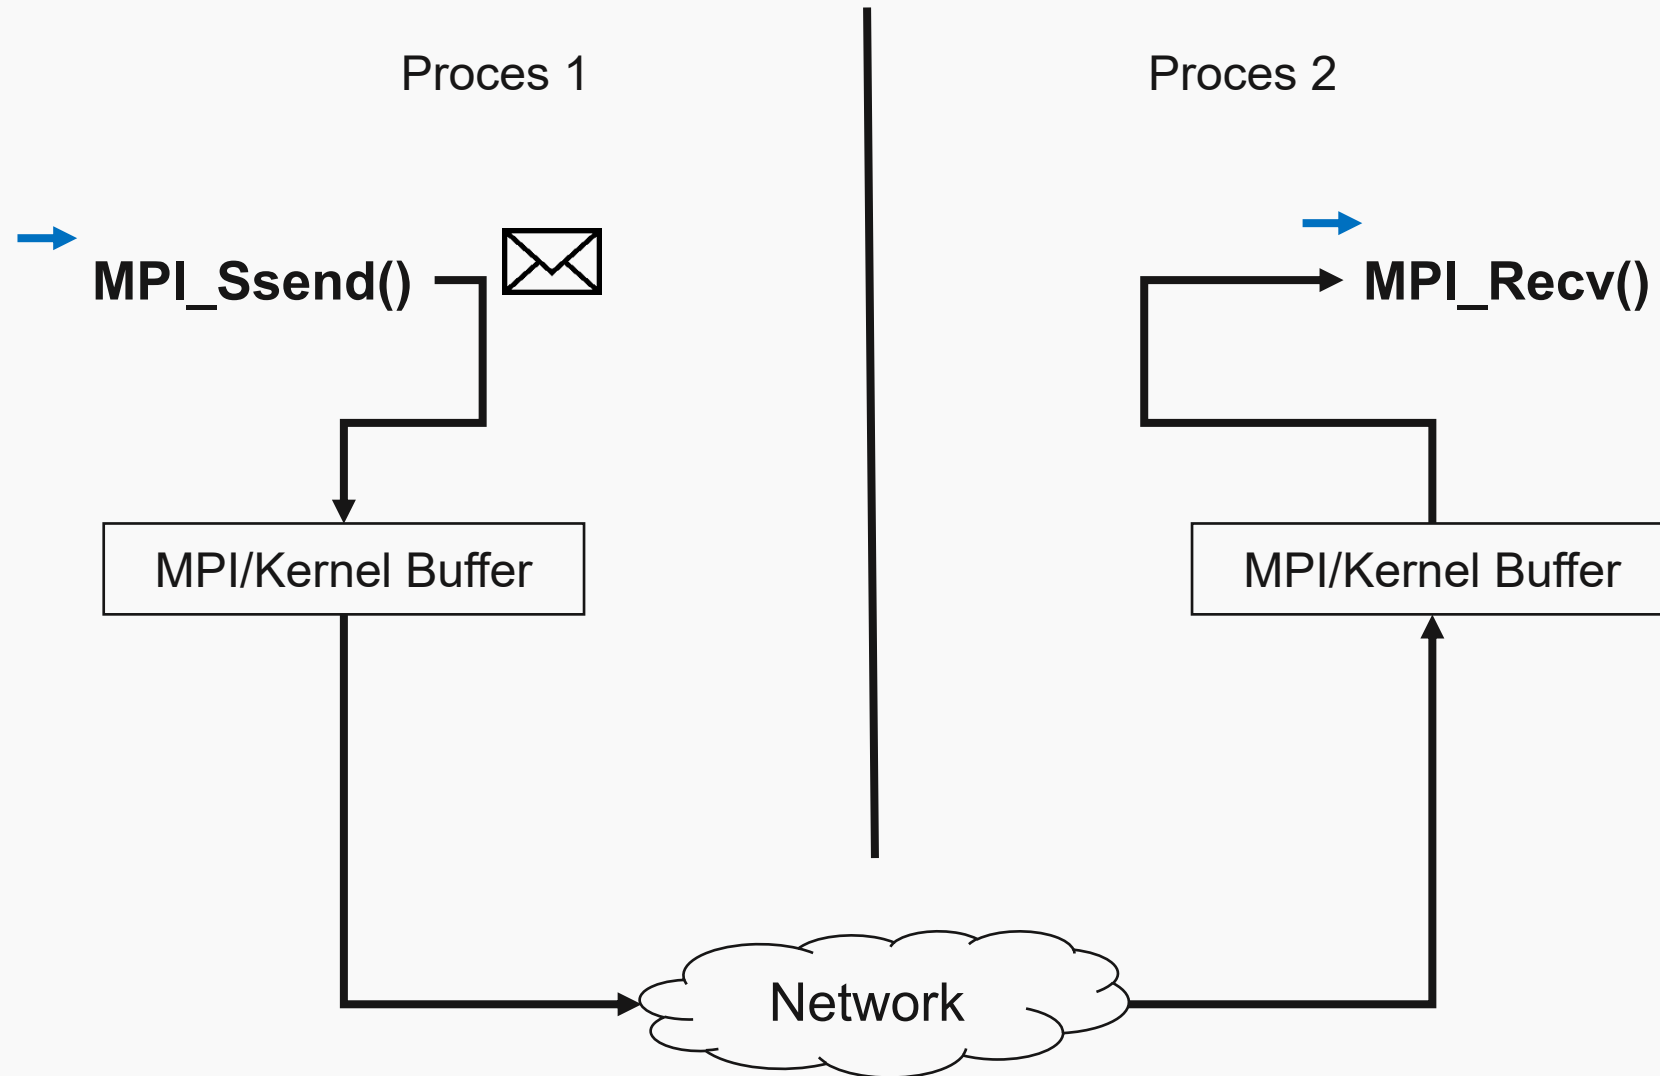 Proces 1
Proces 2
MPI_Ssend()
MPI_Recv()
MPI/Kernel Buffer
MPI/Kernel Buffer
Network